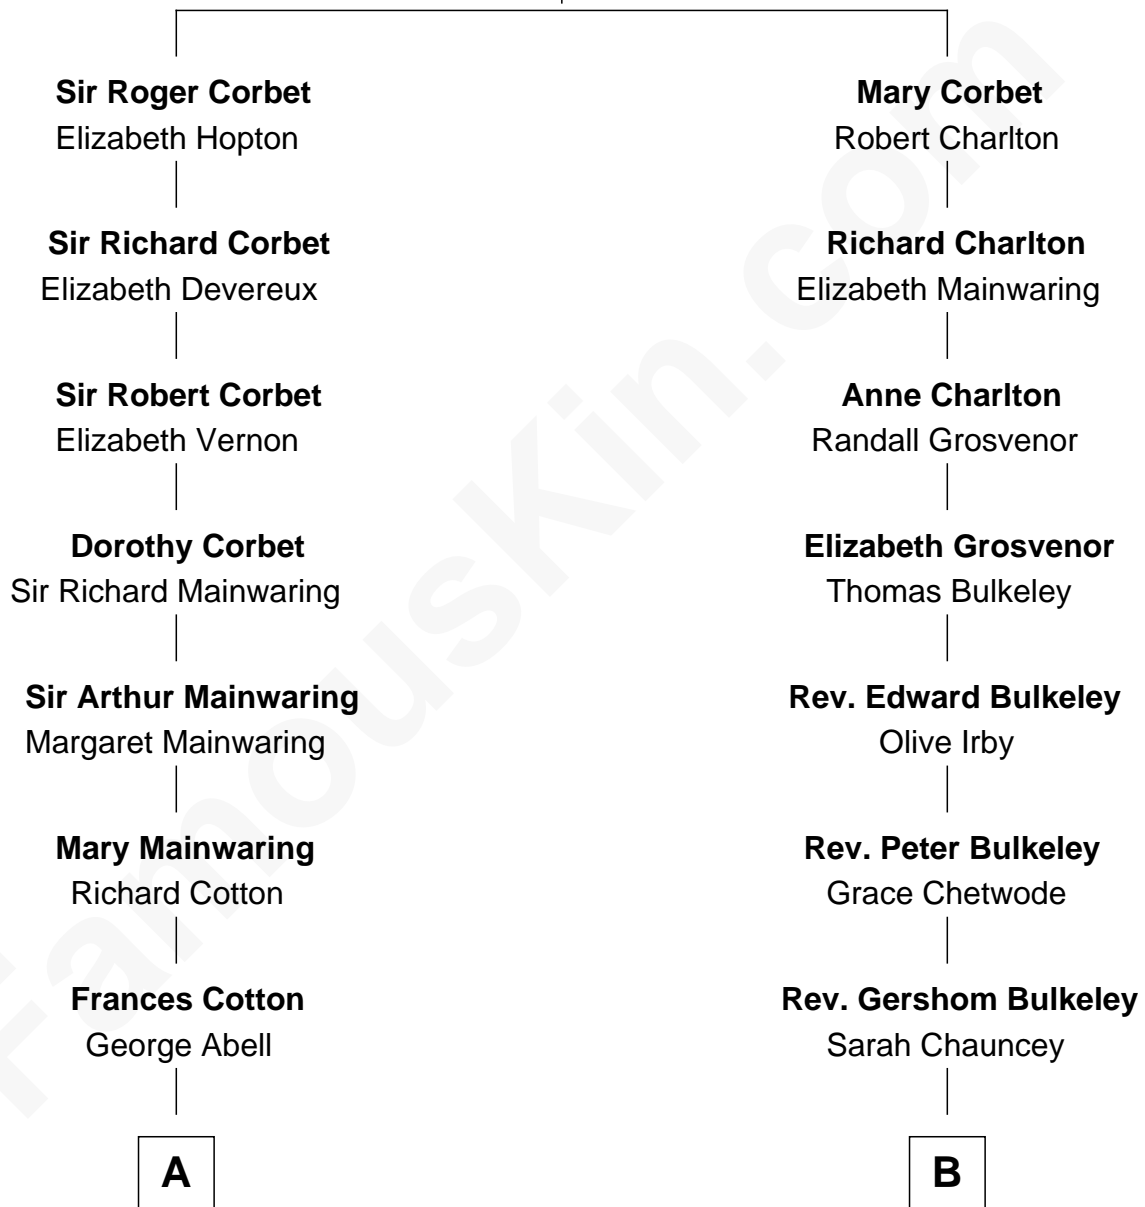 Sir Roger Corbet
Elizabeth Hopton
Sir Richard Corbet
Elizabeth Devereux
Sir Robert Corbet
Elizabeth Vernon
Dorothy Corbet
Sir Richard Mainwaring
Sir Arthur Mainwaring
Margaret Mainwaring
Mary Mainwaring
Richard Cotton
Frances Cotton
George Abell
A
Mary Corbet
Robert Charlton
Richard Charlton
Elizabeth Mainwaring
Anne Charlton
Randall Grosvenor
Elizabeth Grosvenor
Thomas Bulkeley
Rev. Edward Bulkeley
Olive Irby
Rev. Peter Bulkeley
Grace Chetwode
Rev. Gershom Bulkeley
Sarah Chauncey
B
FamousKin.com